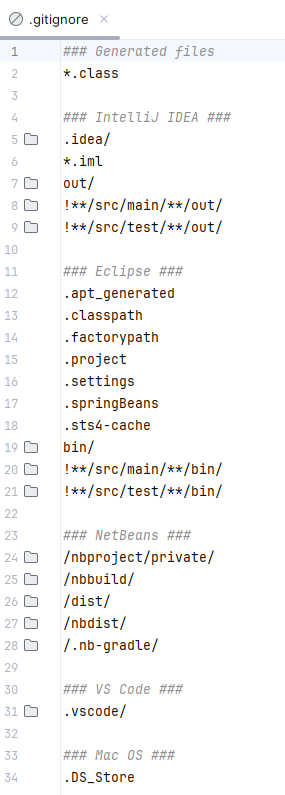 .gitignore
1 ### Generated files
2 *.class
3
4 ### IntelliJ IDEA ###
5 .idea/
6 *.iml
7 out/
8 !**/src/main/**/out/
9 !**/src/test/**/out/
10
11 ### Eclipse ###
12 .apt_generated
13 .classpath
14 .factorypath
15 .project
16 .settings
17 .springBeans
18 .sts4-cache
19 bin/
20 !**/src/main/**/bin/
21 !**/src/test/**/bin/
22
23 ### NetBeans ###
24 /nbproject/private/
25 /nbbuild/
26 /dist/
27 /nbdist/
28 /.nb-gradle/
29
30 ### VS Code ###
31 .vscode/
32
33 ### Mac OS ###
34 .DS_Store